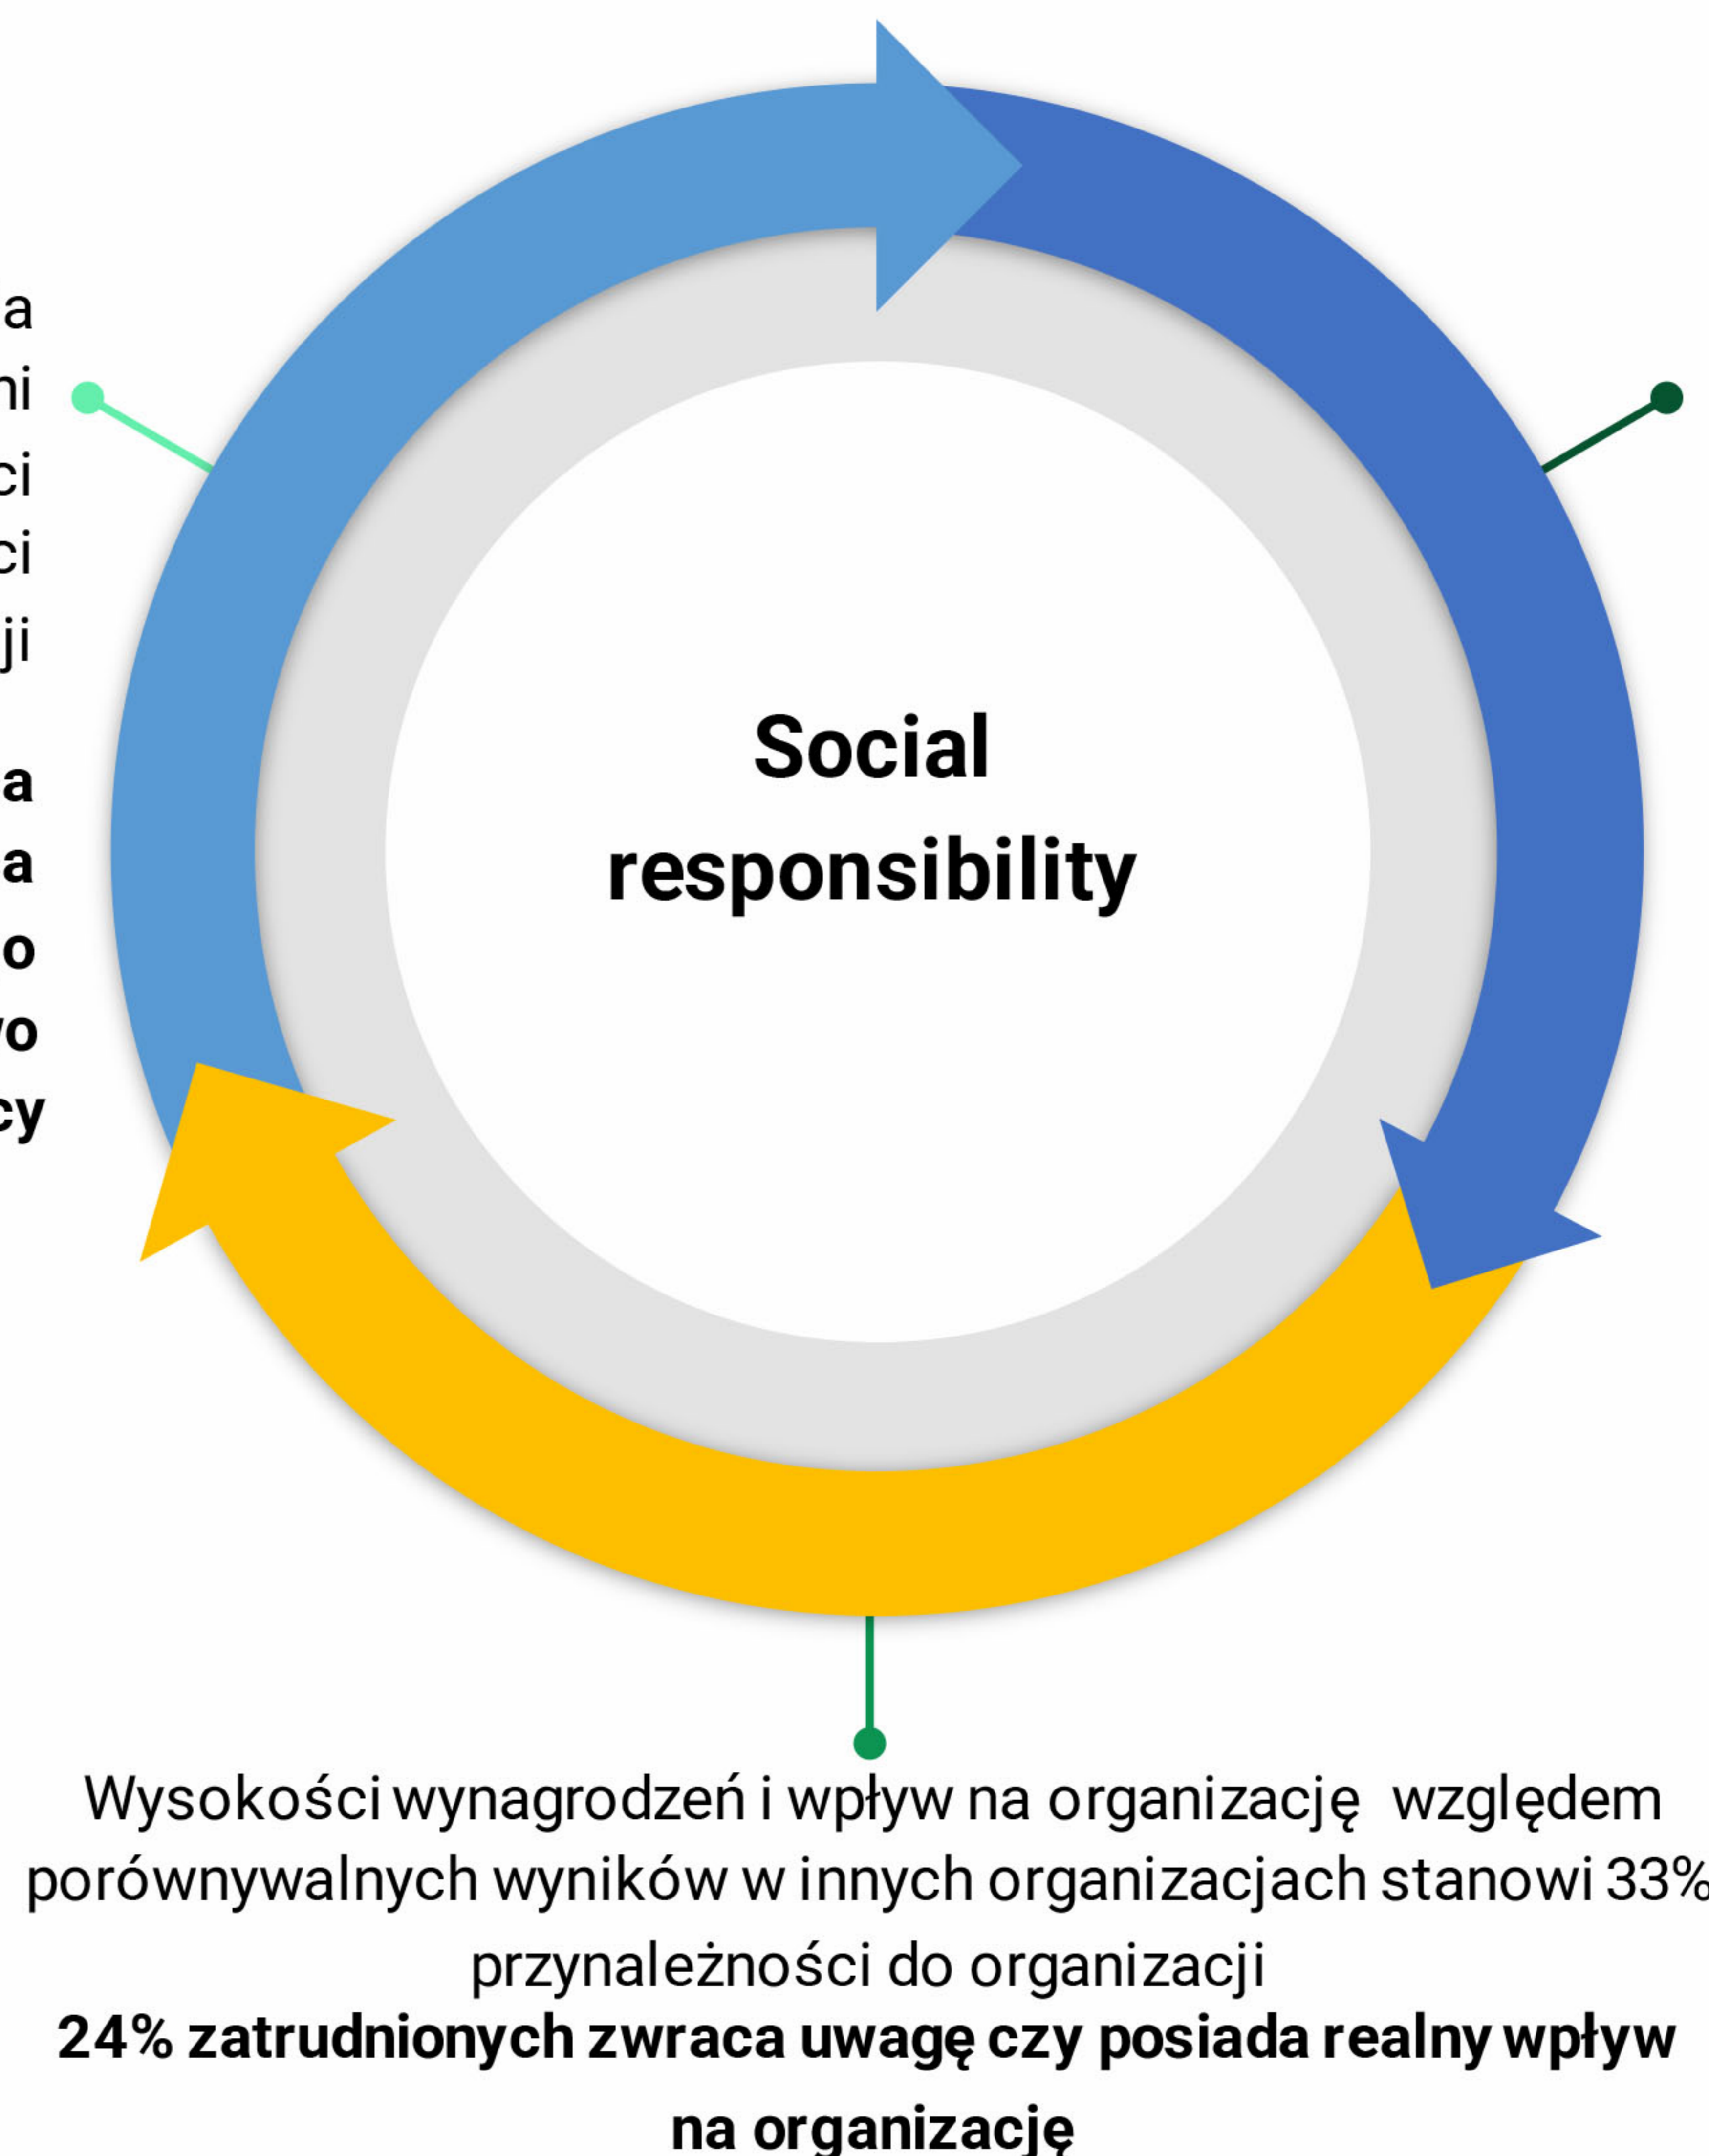 Social
responsibility
Wysokości wynagrodzeń i wpływ na organizację względem
porównywalnych wyników w innych organizacjach stanowi 33%
przynależności do organizacji
24% zatrudnionych zwraca uwagę czy posiada realny wpływ
na organizację